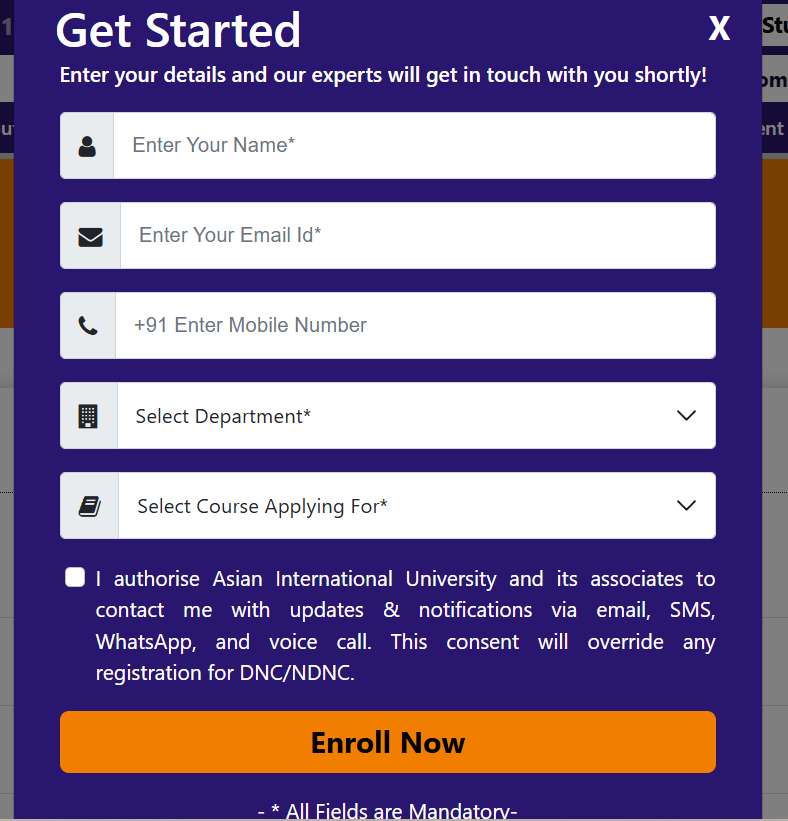 Get Started
X
Enter your details and our experts will get in touch with you shortly!
Enter Your Name*
Enter Your Email Id*
+91 Enter Mobile Number
Select Department*
Select Course Applying For*
I authorise Asian International University and its associates to
contact me with updates & notifications via email, SMS,
WhatsApp, and voice call. This consent will override any
registration for DNC/NDNC.
Enroll Now
- * All Fields are Mandatory-